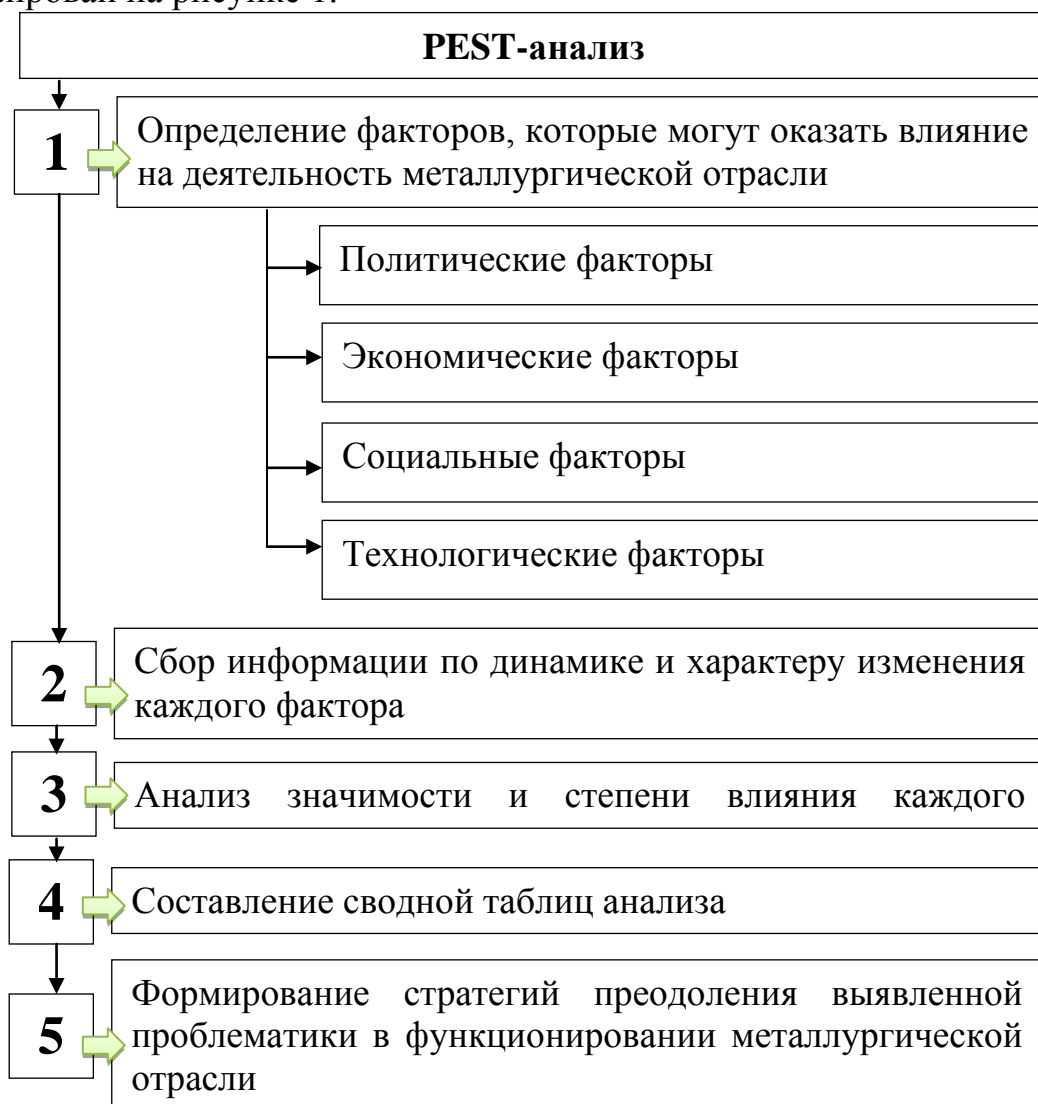 PEST-анализ
1
Определение факторов, которые могут оказать влияние
на деятельность металлургической отрасли
Политические факторы
Экономические факторы
Социальные факторы
Технологические факторы
2
Сбор информации по динамике и характеру изменения
каждого фактора
3
Анализ значимости и степени влияния каждого
4
Составление сводной таблиц анализа
5
Формирование стратегий преодоления выявленной
проблематики в функционировании металлургической
отрасли